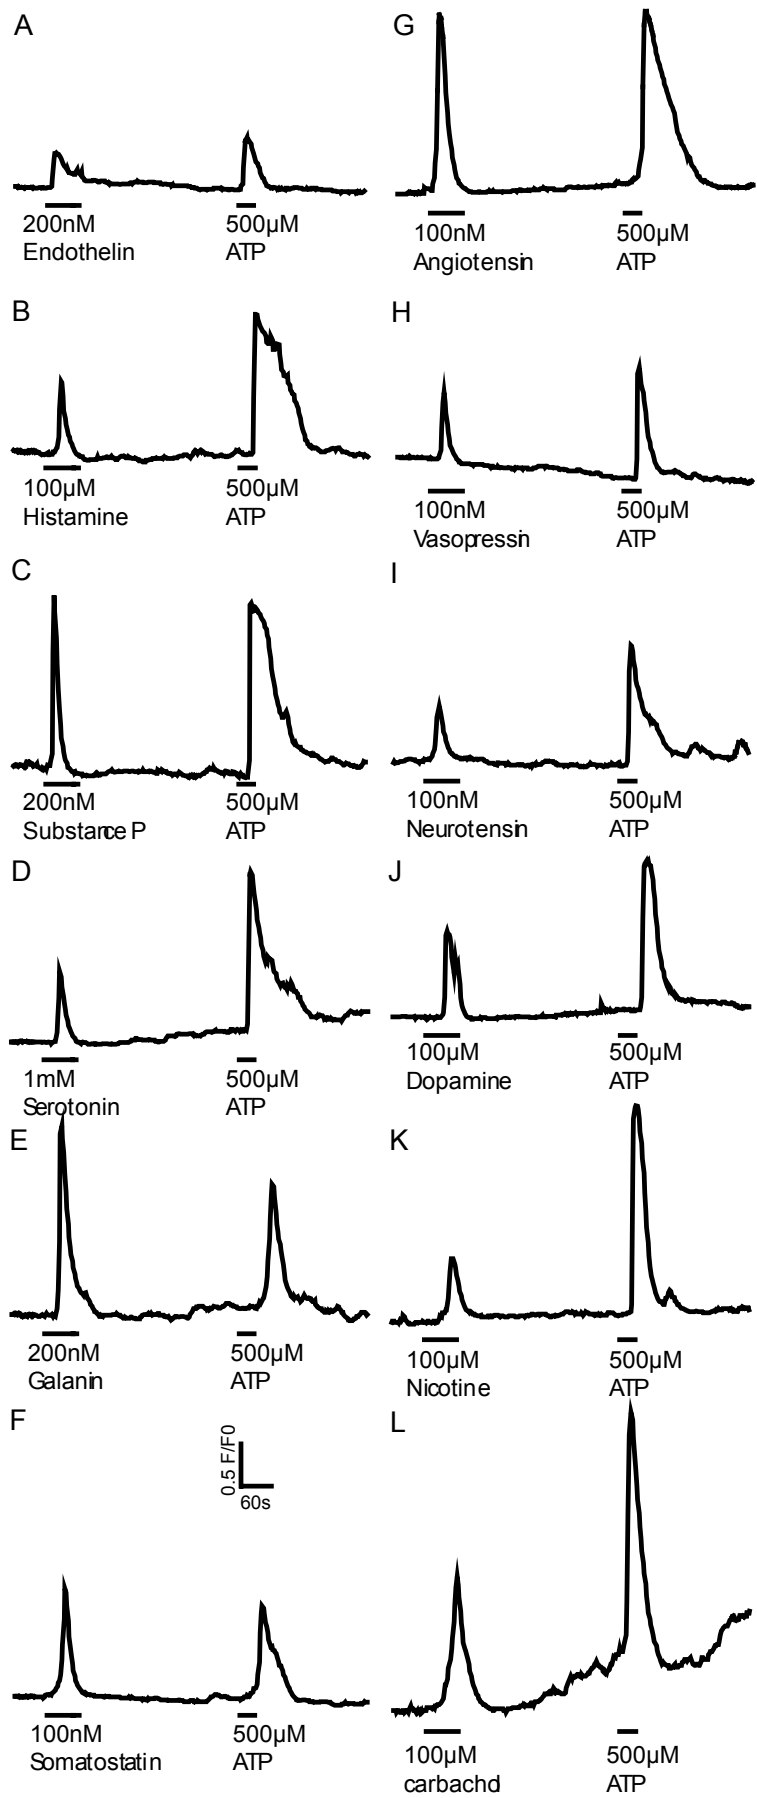 A
200nM
Endothelin
500µM
ATP
B
100µM
Histamine
500µM
ATP
C
200nM
Substance P
500µM
ATP
D
1mM
Serotonin
500µM
ATP
E
200nM
Galanin
500µM
ATP
F
0.5 F/F0
60s
100nM
Somatostatin
500µM
ATP
G
100nM
Angiotensin
500µM
ATP
H
100nM
Vasopressin
500µM
ATP
I
100nM
Neurotensin
500µM
ATP
J
100µM
Dopamine
500µM
ATP
K
100µM
Nicotine
500µM
ATP
L
100µM
carbachol
500µM
ATP